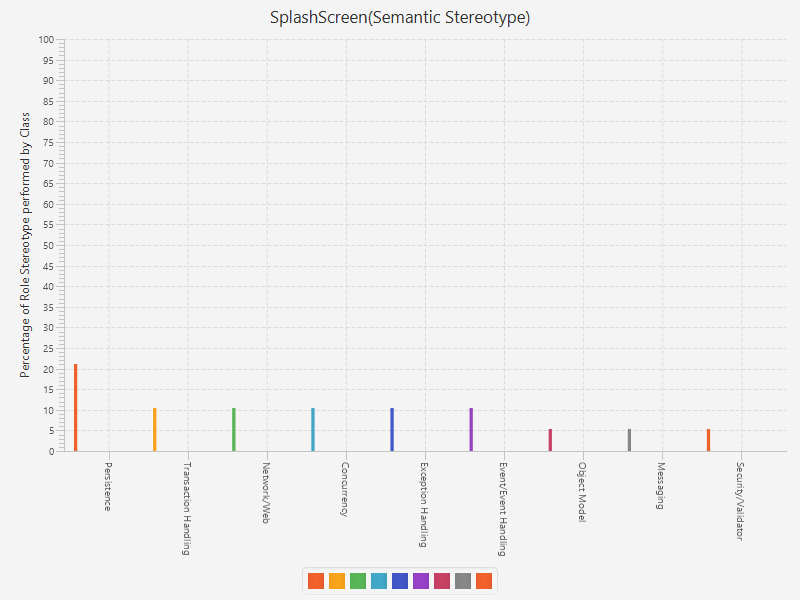 SplashScreen(Semantic Stereotype)
Percentage of Role Stereotype performed by Class
100
95
90
85
80
75
70
65
60
55
50
45
40
35
30
25
20
15
10
5
0
Persistence
Transaction Handling
Network/Web
Concurrency
Exception Handling
Event/Event Handling
Object Model
Messaging
Security/Validator